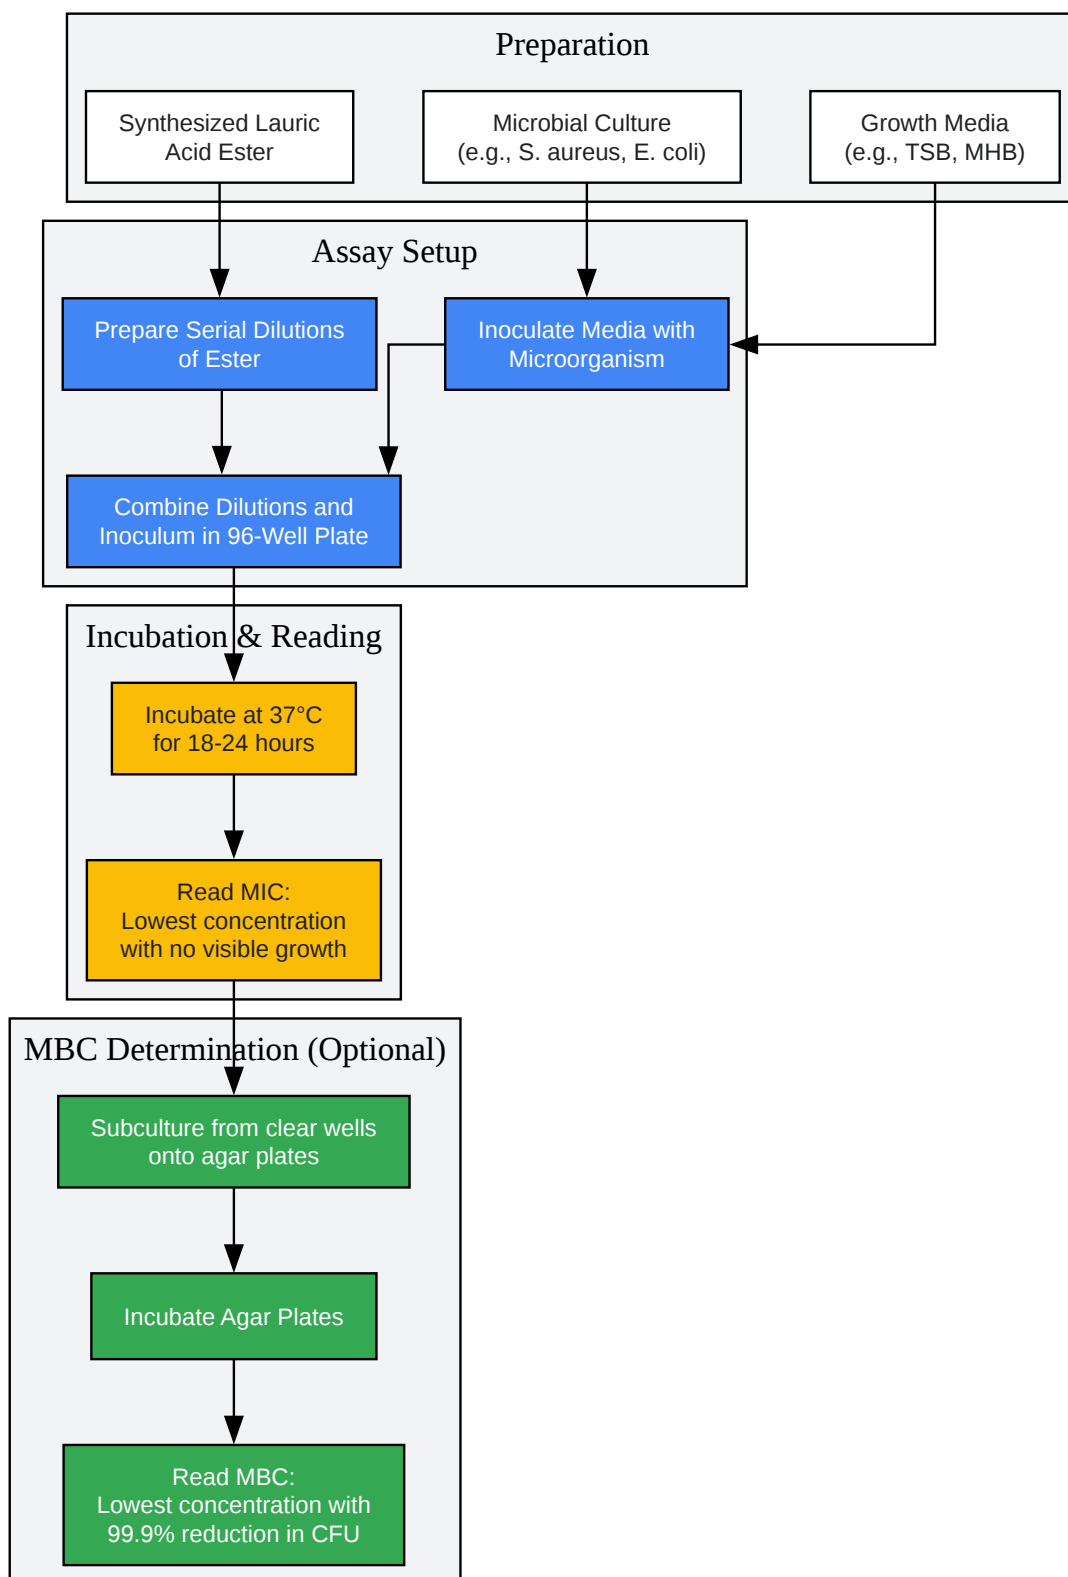 Preparation
Synthesized Lauric
Acid Ester
Microbial Culture
(e.g., S. aureus, E. coli)
Growth Media
(e.g., TSB, MHB)
Assay Setup
Prepare Serial Dilutions
of Ester
Inoculate Media with
Microorganism
Combine Dilutions and
Inoculum in 96-Well Plate
Incubation & Reading
Incubate at 37°C
for 18-24 hours
Read MIC:
Lowest concentration
with no visible growth
MBC Determination (Optional)
Subculture from clear wells
onto agar plates
Incubate Agar Plates
Read MBC:
Lowest concentration with
99.9% reduction in CFU